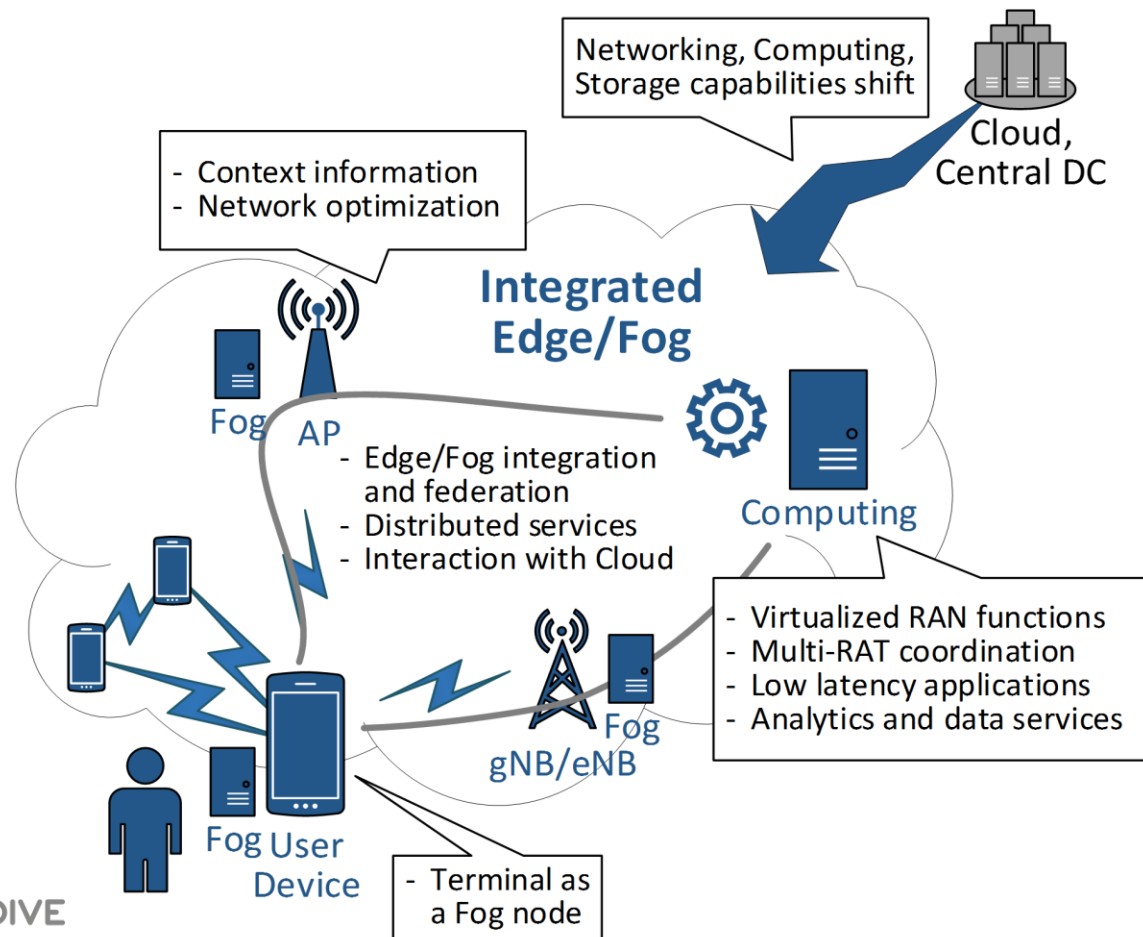 Networking, Computing,
Storage capabilities shift
Cloud,
Central DC
- Context information
- Network optimization
Integrated
Edge/Fog
Fog
AP
- Edge/Fog integration
and federation
- Distributed services
- Interaction with Cloud
Computing
- Virtualized RAN functions
- Multi-RAT coordination
- Low latency applications
- Analytics and data services
Fog
gNB/eNB
Fog
User
Device
- Terminal as
a Fog node